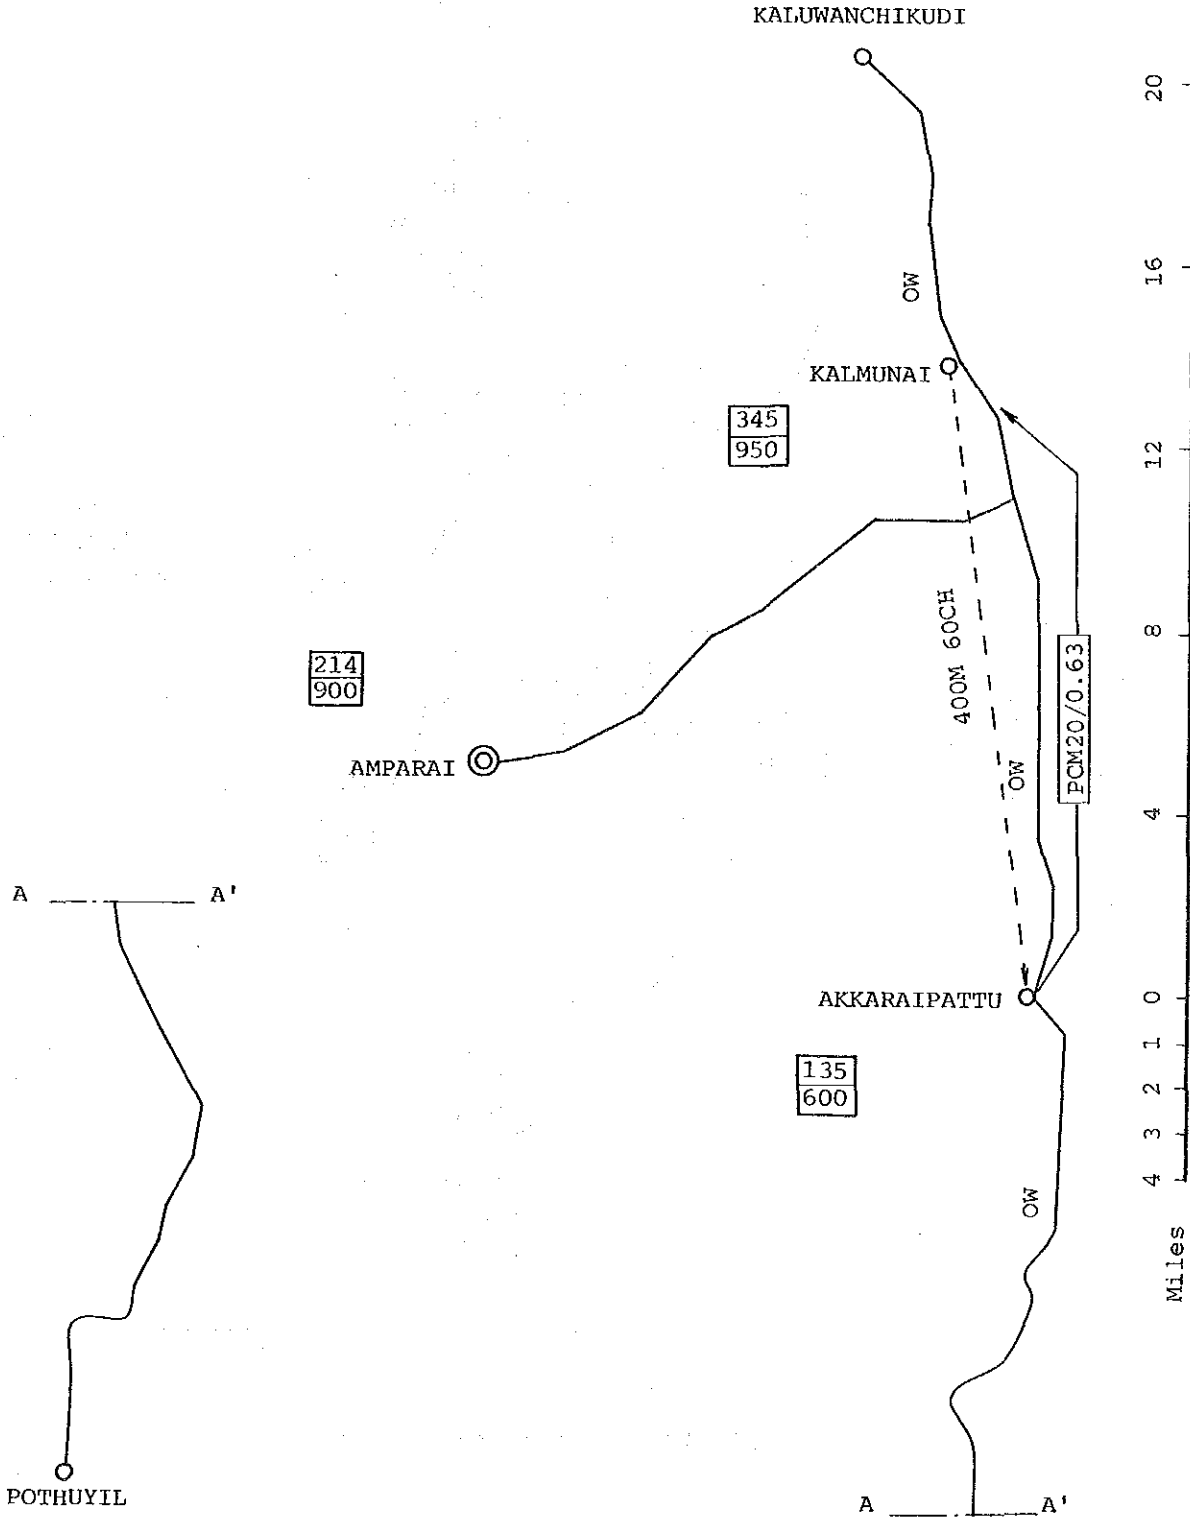 KALUWANCHIKUDI
20
16
OW
KALMUNAI
345
950
12
400M 60CH
8
PCM20/0.63
214
900
OW
AMPARAI
4
A A'
AKKARAIPATTU
0
135
600
1
2
3
4
OW
Miles
POTHUYIL
A A'